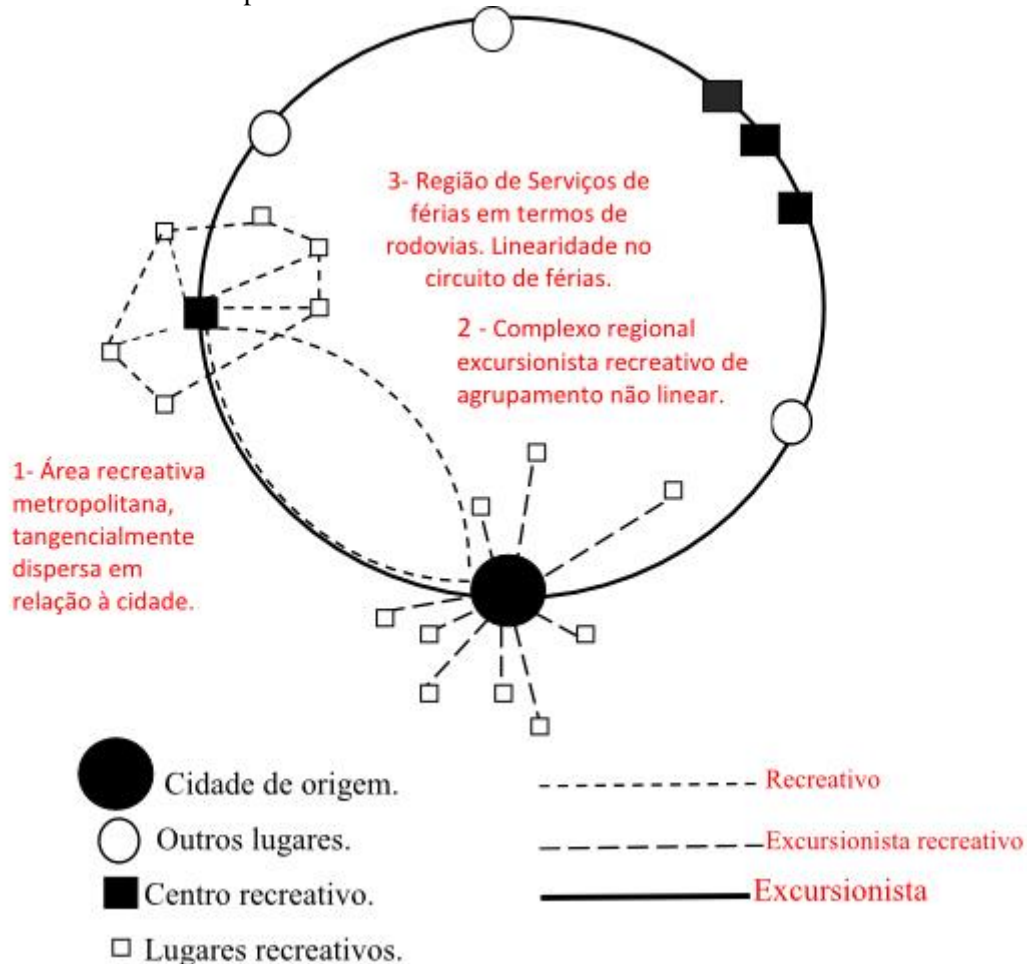 3- Região de Serviços de
férias em termos de
rodovias. Linearidade no
circuito de férias.
2 - Complexo regional
excursionista recreativo de
agrupamento não linear.
1- Área recreativa
metropolitana,
tangencialmente
dispersa em
relação à cidade.
Cidade de origem.
Outros lugares.
Centro recreativo.
Lugares recreativos.
Recreativo
Excursionista recreativo
Excursionista